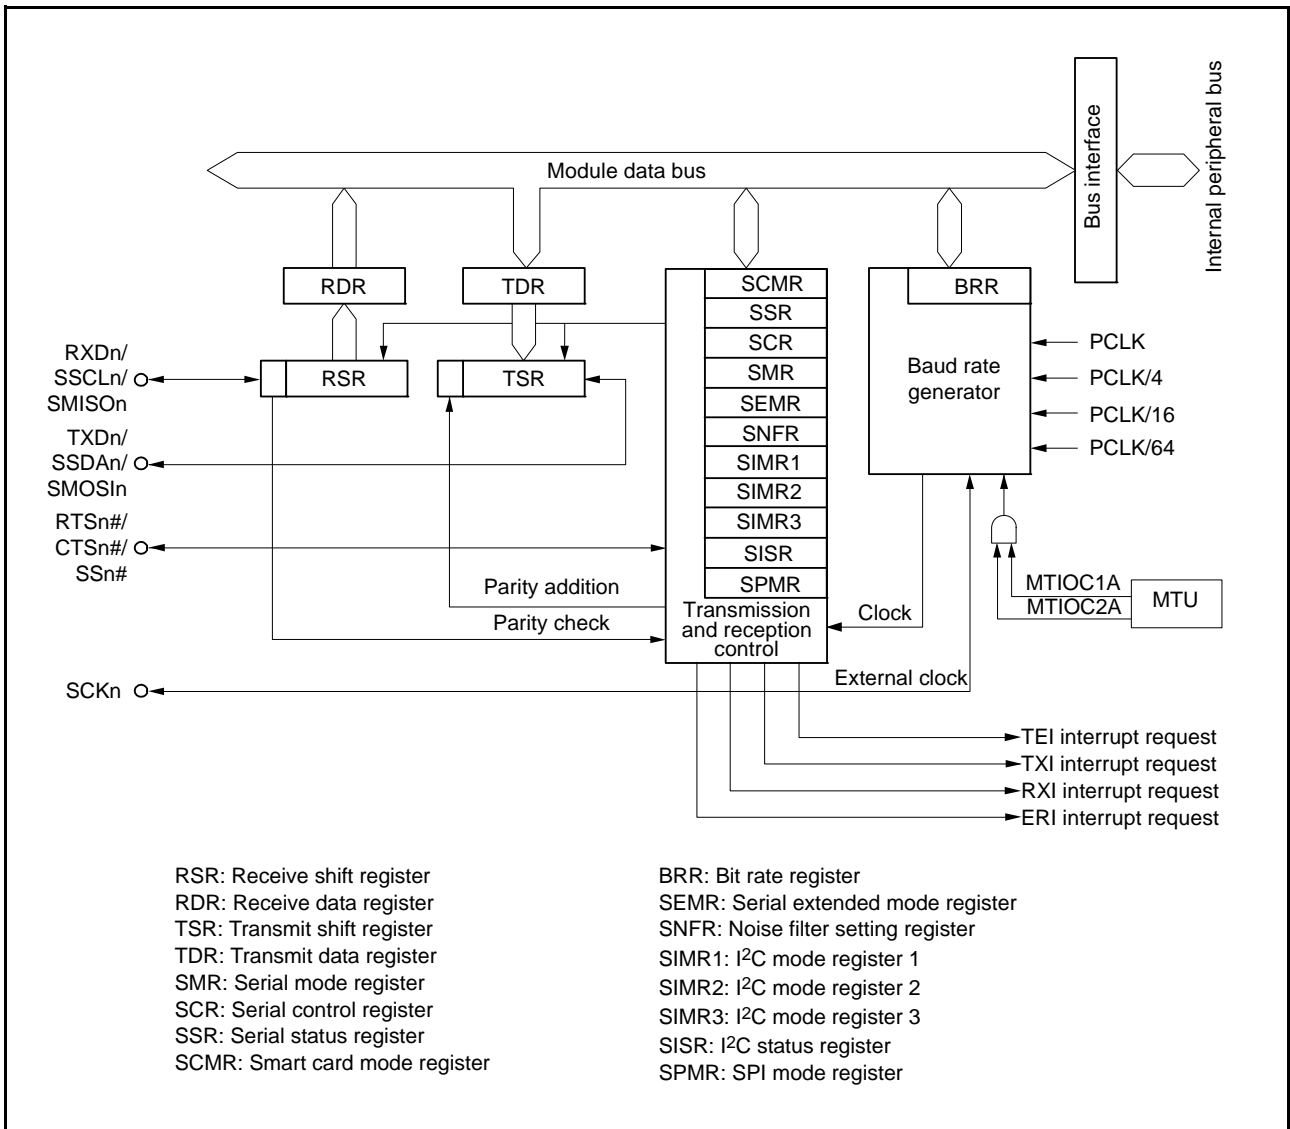 Internal peripheral bus
Bus interface
Module data bus
RDR
TDR
SCMR
BRR
SSR
SCR
SMR
SEMR
SNFR
SIMR1
SIMR2
SIMR3
SISR
SPMR
Transmission
and reception
control
Baud rate
generator
PCLK
PCLK/4
PCLK/16
PCLK/64
RXDn/
SSCLn/
SMISOn
RSR
TSR
TXDn/
SSDAn/
SMOSIn
RTSn#/
CTSn#/
SSn#
Parity addition
Parity check
Clock
MTIOC1A
MTIOC2A
MTU
SCKn
External clock
TEI interrupt request
TXI interrupt request
RXI interrupt request
ERI interrupt request
RSR: Receive shift register
RDR: Receive data register
TSR: Transmit shift register
TDR: Transmit data register
SMR: Serial mode register
SCR: Serial control register
SSR: Serial status register
SCMR: Smart card mode register
BRR: Bit rate register
SEMR: Serial extended mode register
SNFR: Noise filter setting register
SIMR1: I2C mode register 1
SIMR2: I2C mode register 2
SIMR3: I2C mode register 3
SISR: I2C status register
SPMR: SPI mode register